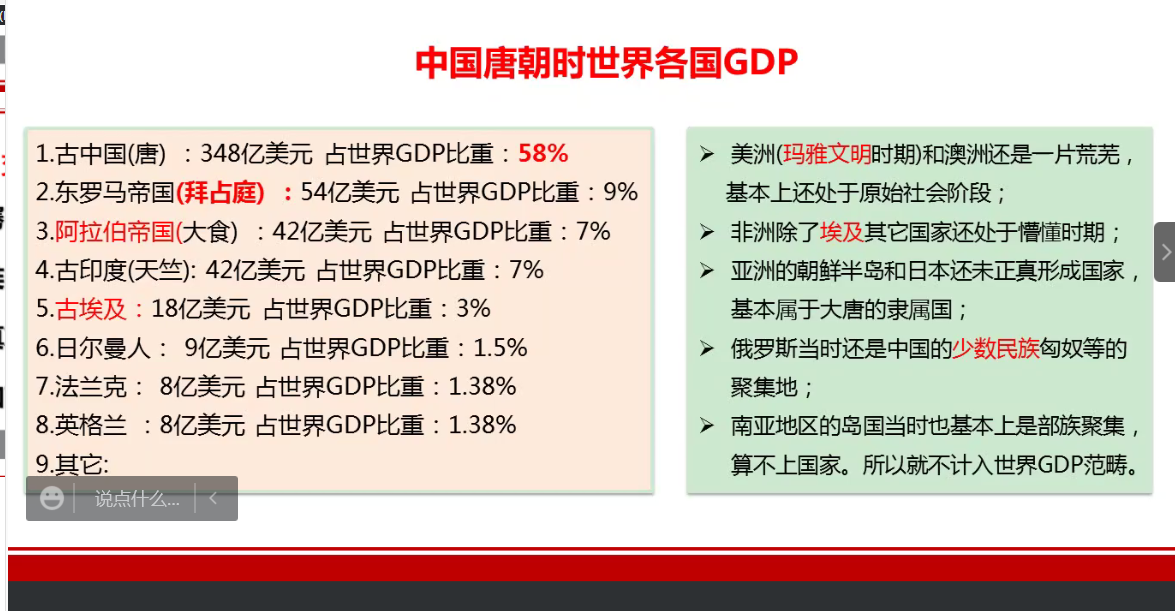 中国唐朝时世界各国GDP
1.古中国(唐) ：348亿美元 占世界GDP比重：58%
2.东罗马帝国(拜占庭) ：54亿美元 占世界GDP比重：9%
3.阿拉伯帝国(大食) ：42亿美元 占世界GDP比重：7%
4.古印度(天竺): 42亿美元 占世界GDP比重：7%
5.古埃及：18亿美元 占世界GDP比重：3%
6.日尔曼人： 9亿美元 占世界GDP比重：1.5%
7.法兰克： 8亿美元 占世界GDP比重：1.38%
8.英格兰 ：8亿美元 占世界GDP比重：1.38%
9.其它:
说点什么...
➢ 美洲(玛雅文明时期)和澳洲还是一片荒芜，
基本上还处于原始社会阶段；
➢ 非洲除了埃及其它国家还处于懵懂时期；
➢ 亚洲的朝鲜半岛和日本还未正真形成国家，
基本属于大唐的隶属国；
➢ 俄罗斯当时还是中国的少数民族匈奴等的
聚集地；
➢ 南亚地区的岛国当时也基本上是部族聚集，
算不上国家。所以就不计入世界GDP范畴。